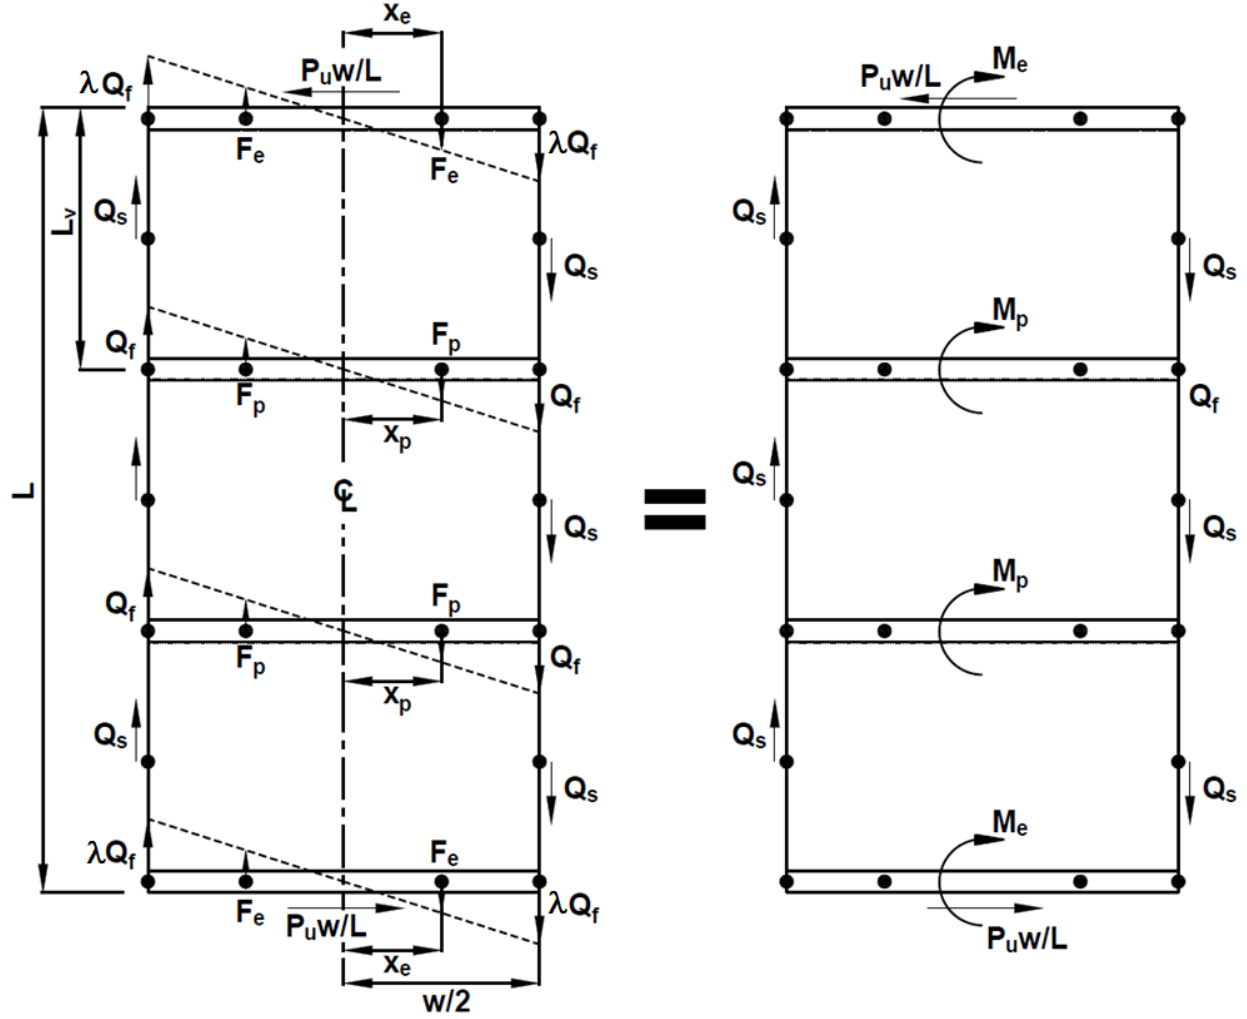 xe
Puw/L
λQf
Fe
Fe
λQf
Qs
Lv
Qs
Qf
Fp
Fp
Qf
xp
L
℄
Qs
Qf
Fp
Fp
Qf
xp
Qs
Qs
λQf
Fe
Fe
λQf
Puw/L
xe
w/2
=
Puw/L
Me
Qs
Qs
Mp
Qf
Qs
Qs
Mp
Qs
Qs
Me
Puw/L